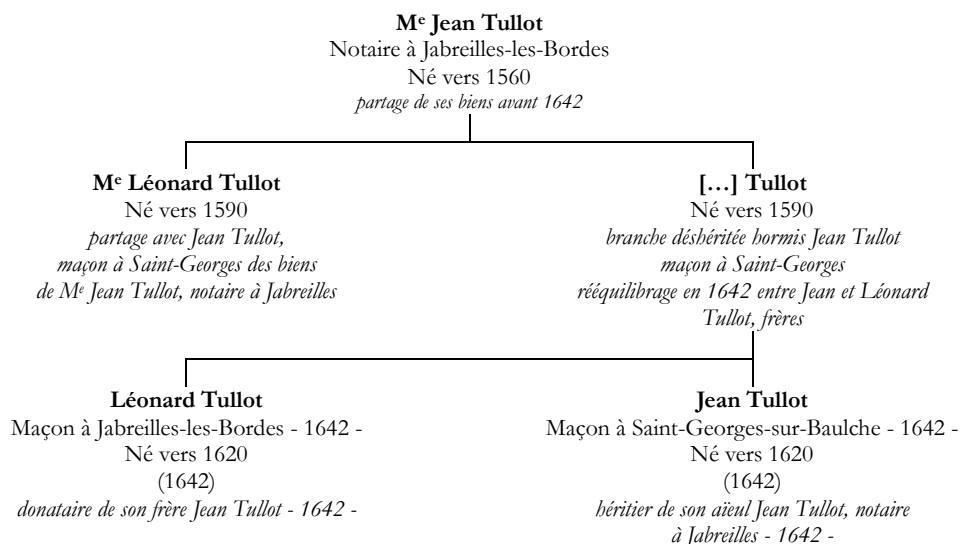 Mᵉ Jean Tullot
Notaire à Jabreilles-les-Bordes
Né vers 1560
partage de ses biens avant 1642
Mᵉ Léonard Tullot
Né vers 1590
partage avec Jean Tullot,
maçon à Saint-Georges des biens
de Mᵉ Jean Tullot, notaire à Jabreilles
[…] Tullot
Né vers 1590
branche déshéritée hormis Jean Tullot
maçon à Saint-Georges
rééquilibrage en 1642 entre Jean et Léonard
Tullot, frères
Léonard Tullot
Maçon à Jabreilles-les-Bordes - 1642 -
Né vers 1620
(1642)
donataire de son frère Jean Tullot - 1642 -
Jean Tullot
Maçon à Saint-Georges-sur-Baulche - 1642 -
Né vers 1620
(1642)
héritier de son aïeul Jean Tullot, notaire
à Jabreilles - 1642 -